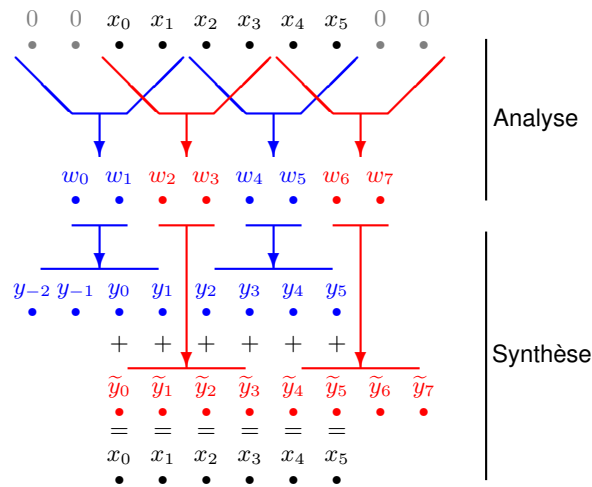 0 0 x₀ x₁ x₂ x₃ x₄ x₅ 0 0
Analyse
w₀ w₁ w₂ w₃ w₄ w₅ w₆ w₇
y₋₂ y₋₁ y₀ y₁ y₂ y₃ y₄ y₅
+ + + + + +
Synthèse
ỹ₀ ỹ₁ ỹ₂ ỹ₃ ỹ₄ ỹ₅ ỹ₆ ỹ₇
= = = = = =
x₀ x₁ x₂ x₃ x₄ x₅